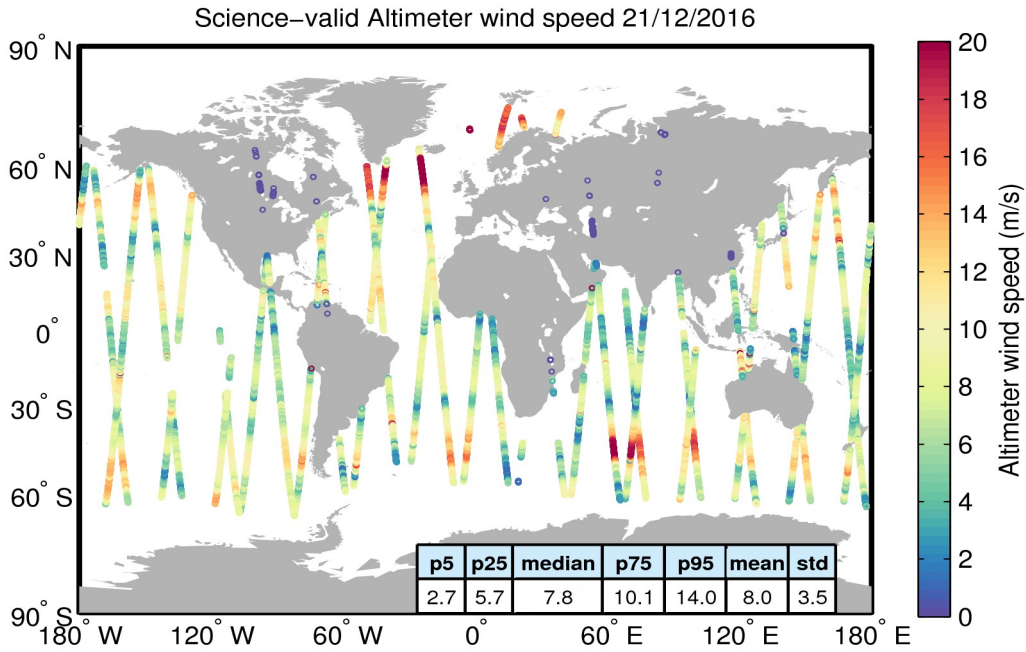 Science−valid Altimeter wind speed 21/12/2016
90° N
60° N
30° N
0°
30° S
60° S
90° S
180° W
120° W
60° W
0°
60° E
120° E
180° E
p5 p25 median p75 p95 mean std
2.7 5.7 7.8 10.1 14.0 8.0 3.5
20
18
16
14
12
10
8
6
4
2
0
Altimeter wind speed (m/s)